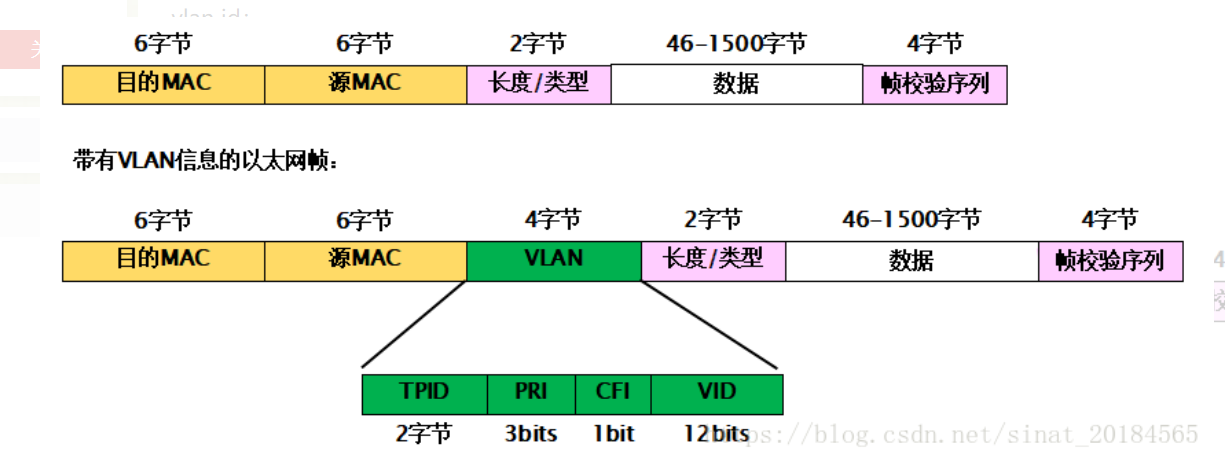 vlan id:
6字节 6字节 2字节 46-1500字节 4字节
目的MAC 源MAC 长度/类型 数据 帧校验序列
带有VLAN信息的以太网帧：
6字节 6字节 4字节 2字节 46-1500字节 4字节
目的MAC 源MAC VLAN 长度/类型 数据 帧校验序列
TPID PRI CFI VID
2字节 3bits 1bit 12bits
https://blog.csdn.net/sinat_20184565